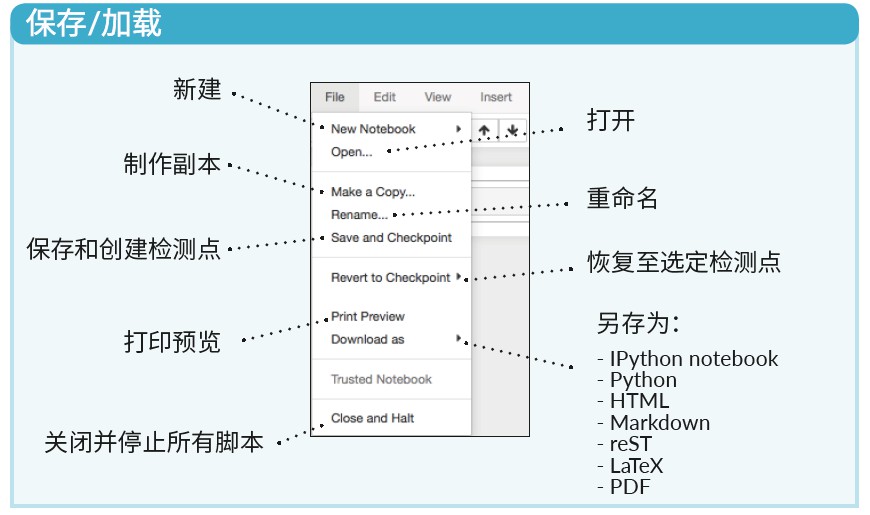 保存/加载
新建
制作副本
保存和创建检测点
打印预览
关闭并停止所有脚本
File Edit View Insert
New Notebook
Open...
Make a Copy...
Rename...
Save and Checkpoint
Revert to Checkpoint
Print Preview
Download as
Trusted Notebook
Close and Halt
打开
重命名
恢复至选定检测点
另存为：
- IPython notebook
- Python
- HTML
- Markdown
- reST
- LaTeX
- PDF